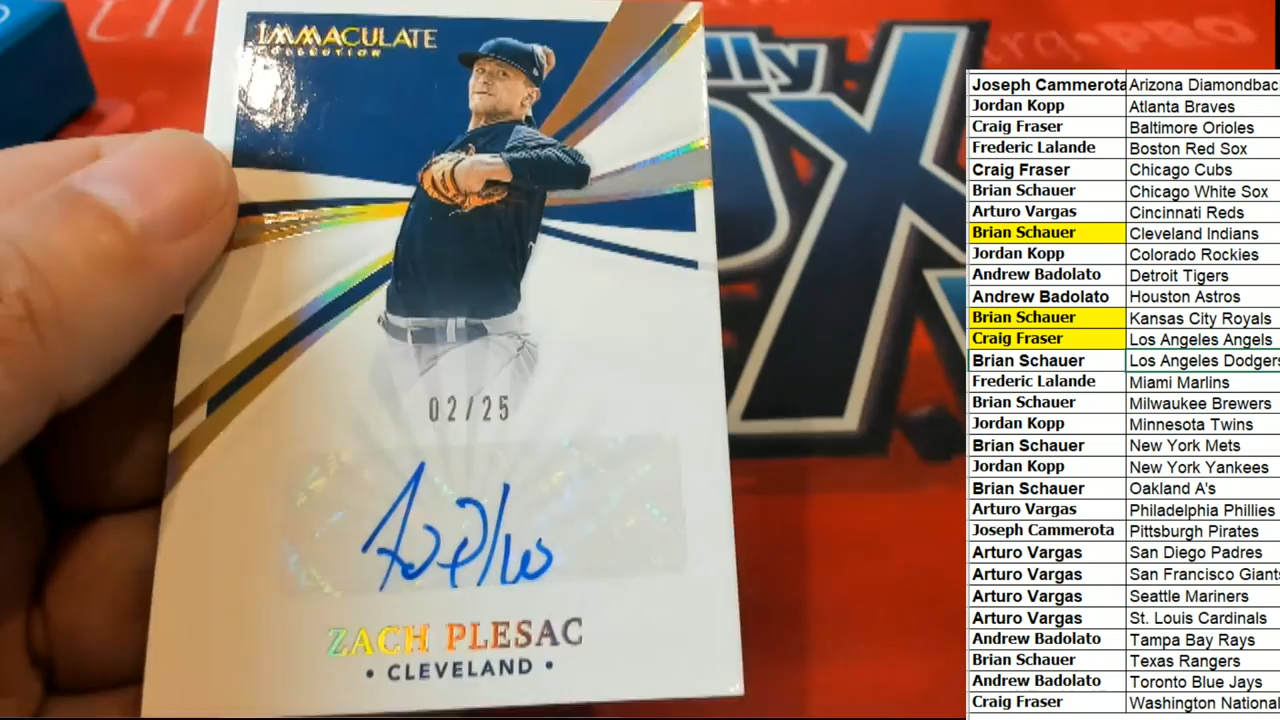 IMMACULATE
COLLECTION
02/25
ZACH PLESAC
• CLEVELAND •
Joseph Cammerota Arizona Diamondbac
Jordan Kopp Atlanta Braves
Craig Fraser Baltimore Orioles
Frederic Lalande Boston Red Sox
Craig Fraser Chicago Cubs
Brian Schauer Chicago White Sox
Arturo Vargas Cincinnati Reds
Brian Schauer Cleveland Indians
Jordan Kopp Colorado Rockies
Andrew Badolato Detroit Tigers
Andrew Badolato Houston Astros
Brian Schauer Kansas City Royals
Craig Fraser Los Angeles Angels
Brian Schauer Los Angeles Dodgers
Frederic Lalande Miami Marlins
Brian Schauer Milwaukee Brewers
Jordan Kopp Minnesota Twins
Brian Schauer New York Mets
Jordan Kopp New York Yankees
Brian Schauer Oakland A's
Arturo Vargas Philadelphia Phillies
Joseph Cammerota Pittsburgh Pirates
Arturo Vargas San Diego Padres
Arturo Vargas San Francisco Giants
Arturo Vargas Seattle Mariners
Arturo Vargas St. Louis Cardinals
Andrew Badolato Tampa Bay Rays
Brian Schauer Texas Rangers
Andrew Badolato Toronto Blue Jays
Craig Fraser Washington National